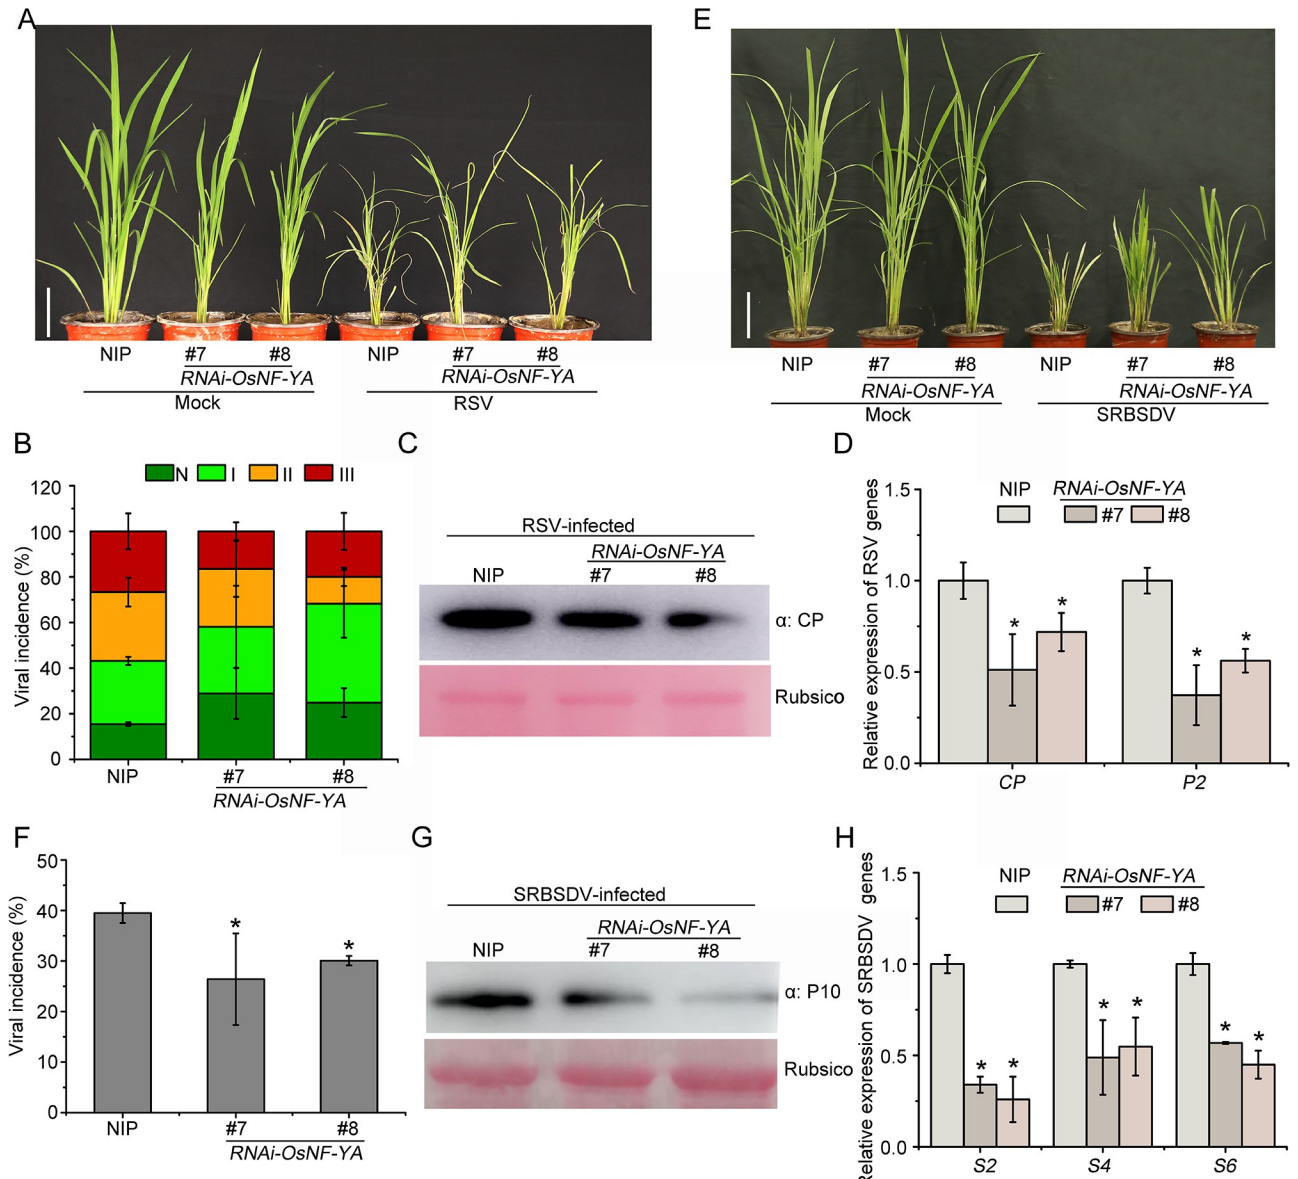 A
NIP #7 #8 NIP #7 #8
RNAi-OsNF-YA RNAi-OsNF-YA
Mock RSV
E
NIP #7 #8 NIP #7 #8
RNAi-OsNF-YA RNAi-OsNF-YA
Mock SRBSDV
B
N I II III
Viral incidence (%)
120
100
80
60
40
20
0
NIP #7 #8
RNAi-OsNF-YA
C
RSV-infected
RNAi-OsNF-YA
NIP #7 #8
α: CP
Rubsico
D
Relative expression of RSV genes
NIP RNAi-OsNF-YA
#7 #8
1.5
1.0
0.5
0.0
* * * *
CP P2
F
Viral incidence (%)
50
40
30
20
10
0
* *
NIP #7 #8
RNAi-OsNF-YA
G
SRBSDV-infected
RNAi-OsNF-YA
NIP #7 #8
α: P10
Rubsico
H
Relative expression of SRBSDV genes
NIP RNAi-OsNF-YA
#7 #8
1.5
1.0
0.5
0.0
* * * * * *
S2 S4 S6